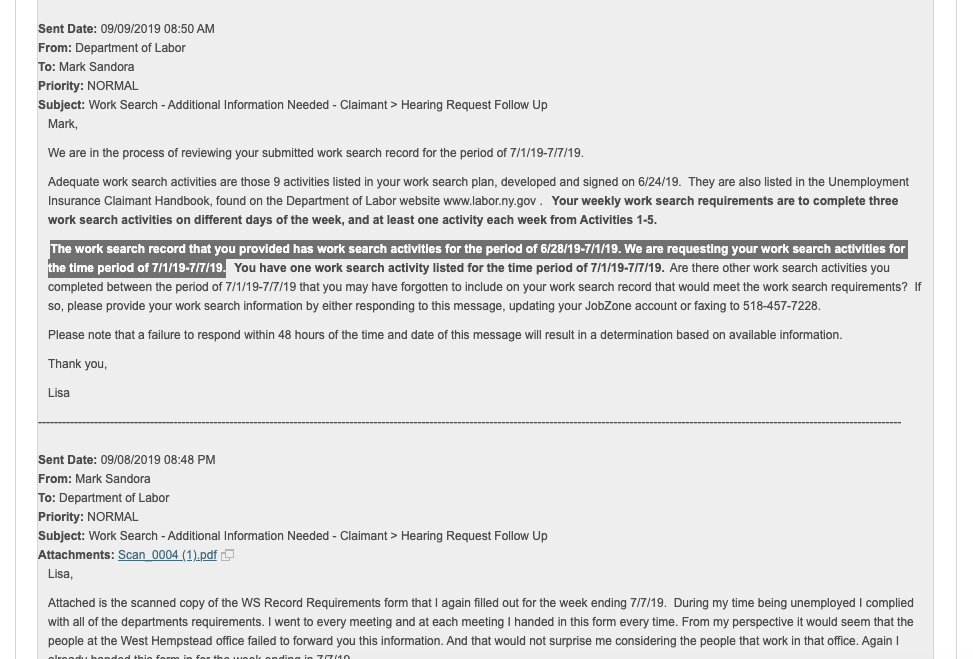 Sent Date: 09/09/2019 08:50 AM
From: Department of Labor
To: Mark Sandora
Priority: NORMAL
Subject: Work Search - Additional Information Needed - Claimant > Hearing Request Follow Up
Mark,
We are in the process of reviewing your submitted work search record for the period of 7/1/19-7/7/19.
Adequate work search activities are those 9 activities listed in your work search plan, developed and signed on 6/24/19. They are also listed in the Unemployment
Insurance Claimant Handbook, found on the Department of Labor website www.labor.ny.gov . Your weekly work search requirements are to complete three
work search activities on different days of the week, and at least one activity each week from Activities 1-5.
The work search record that you provided has work search activities for the period of 6/28/19-7/1/19. We are requesting your work search activities for
the time period of 7/1/19-7/7/19. You have one work search activity listed for the time period of 7/1/19-7/7/19. Are there other work search activities you
completed between the period of 7/1/19-7/7/19 that you may have forgotten to include on your work search record that would meet the work search requirements? If
so, please provide your work search information by either responding to this message, updating your JobZone account or faxing to 518-457-7228.
Please note that a failure to respond within 48 hours of the time and date of this message will result in a determination based on available information.
Thank you,
Lisa
Sent Date: 09/08/2019 08:48 PM
From: Mark Sandora
To: Department of Labor
Priority: NORMAL
Subject: Work Search - Additional Information Needed - Claimant > Hearing Request Follow Up
Attachments: Scan_0004 (1).pdf
Lisa,
Attached is the scanned copy of the WS Record Requirements form that I again filled out for the week ending 7/7/19. During my time being unemployed I complied
with all of the departments requirements. I went to every meeting and at each meeting I handed in this form every time. From my perspective it would seem that the
people at the West Hempstead office failed to forward you this information. And that would not surprise me considering the people that work in that office. Again I
already handed this form in for the week ending in 7/7/19.